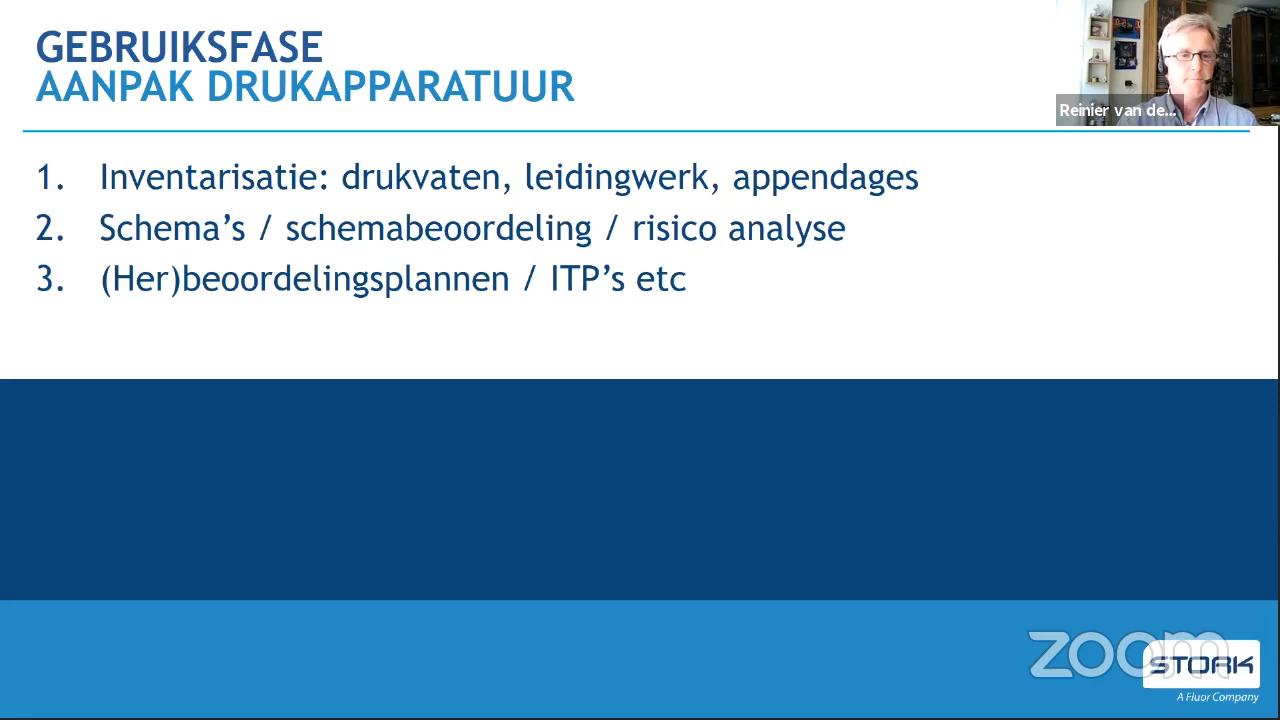 GEBRUIKSFASE
AANPAK DRUKAPPARATUUR
Reinier van de...
1. Inventarisatie: drukvaten, leidingwerk, appendages
2. Schema’s / schemabeoordeling / risico analyse
3. (Her)beoordelingsplannen / ITP’s etc
zoom
STORK
A Fluor Company